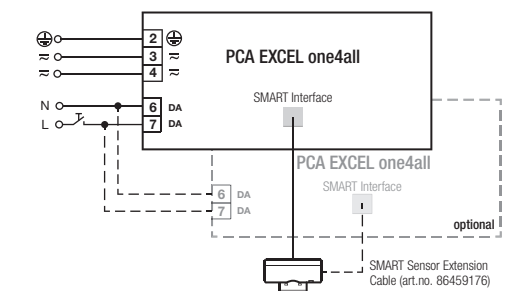 2
3
4
PCA EXCEL one4all
SMART Interface
N
L
6 DA
7 DA
PCA EXCEL one4all
SMART Interface
6 DA
7 DA
optional
SMART Sensor Extension
Cable (art.no. 86459176)